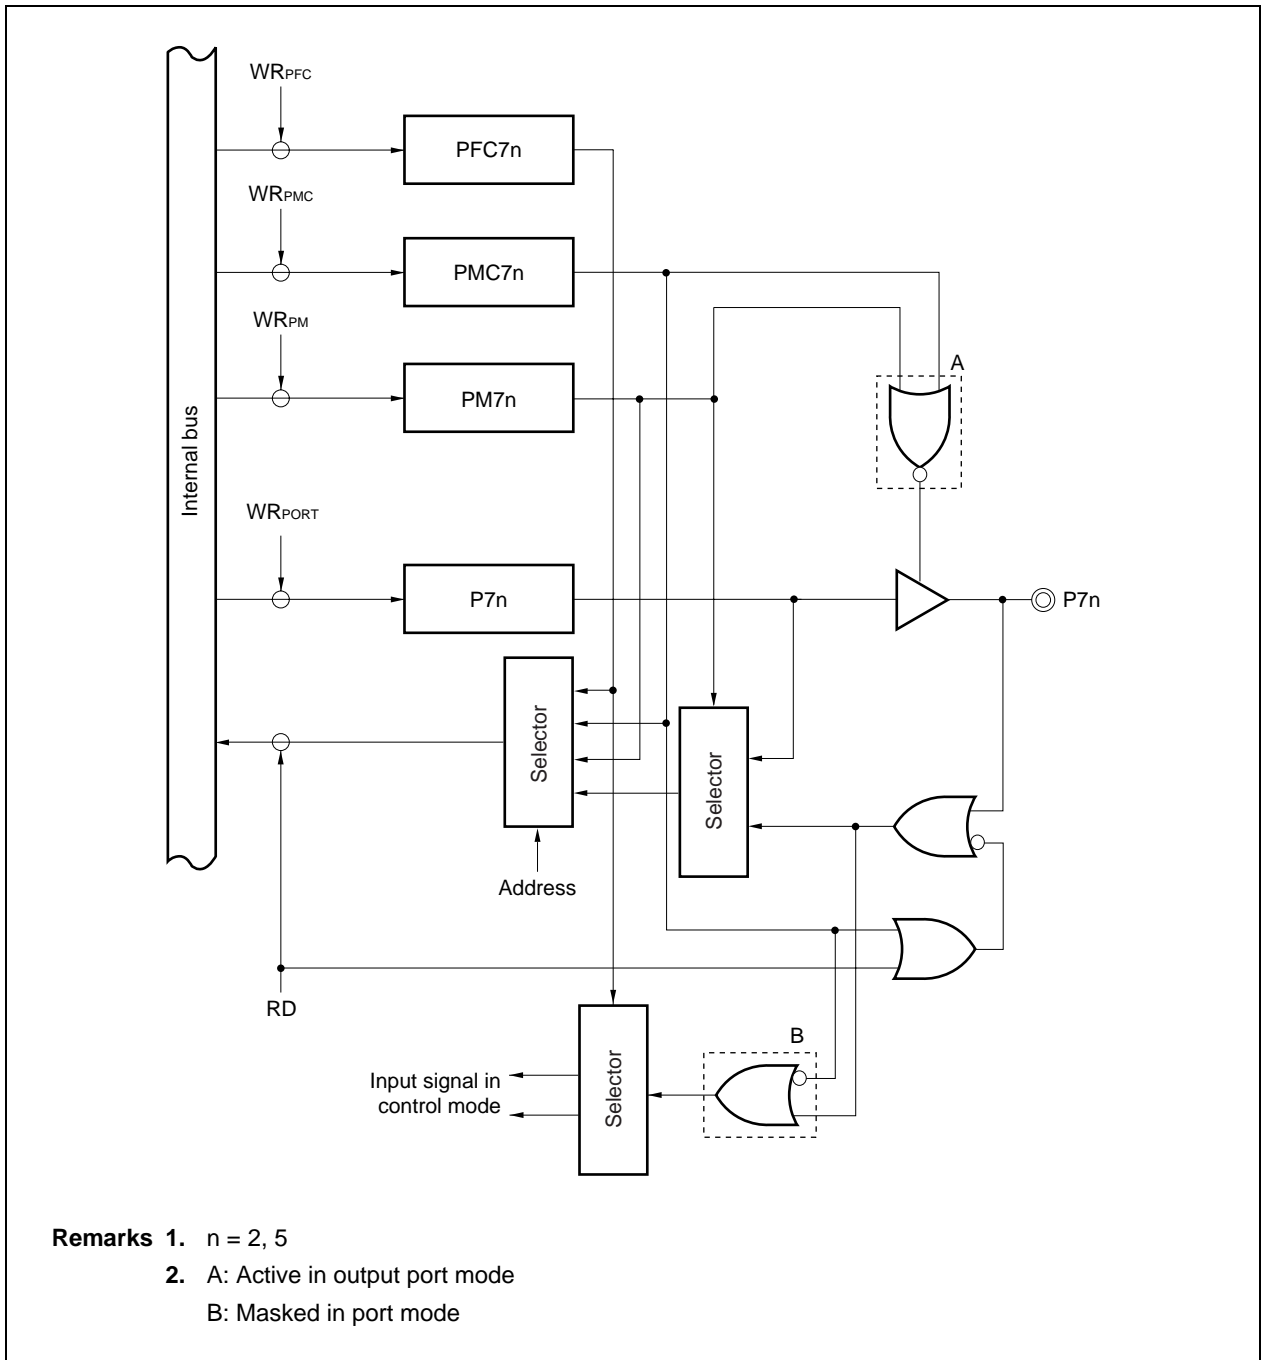 WRPFC
PFC7n
WRPMC
PMC7n
WRPM
A
PM7n
Internal bus
WRPORT
P7n
P7n
Selector
Selector
Address
RD
B
Input signal in
control mode
Selector
Remarks 1. n = 2, 5
2. A: Active in output port mode
B: Masked in port mode